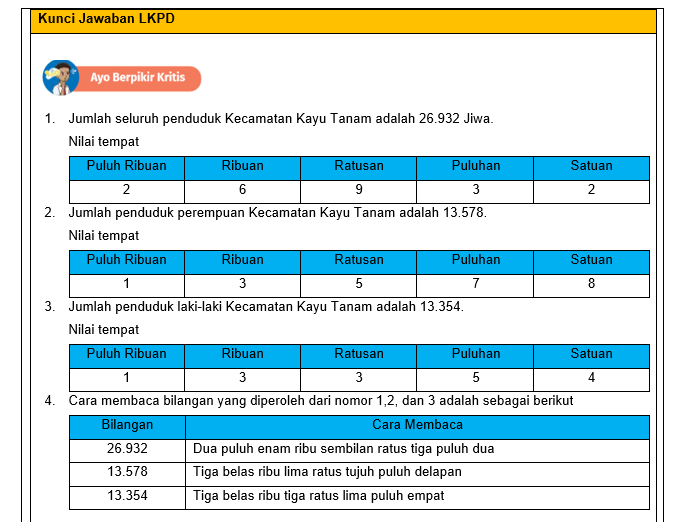 Kunci Jawaban LKPD
Ayo Berpikir Kritis
1. Jumlah seluruh penduduk Kecamatan Kayu Tanam adalah 26.932 Jiwa.
Nilai tempat
Puluh Ribuan Ribuan Ratusan Puluhan Satuan
2 6 9 3 2
2. Jumlah penduduk perempuan Kecamatan Kayu Tanam adalah 13.578.
Nilai tempat
Puluh Ribuan Ribuan Ratusan Puluhan Satuan
1 3 5 7 8
3. Jumlah penduduk laki-laki Kecamatan Kayu Tanam adalah 13.354.
Nilai tempat
Puluh Ribuan Ribuan Ratusan Puluhan Satuan
1 3 3 5 4
4. Cara membaca bilangan yang diperoleh dari nomor 1,2, dan 3 adalah sebagai berikut
Bilangan Cara Membaca
26.932 Dua puluh enam ribu sembilan ratus tiga puluh dua
13.578 Tiga belas ribu lima ratus tujuh puluh delapan
13.354 Tiga belas ribu tiga ratus lima puluh empat